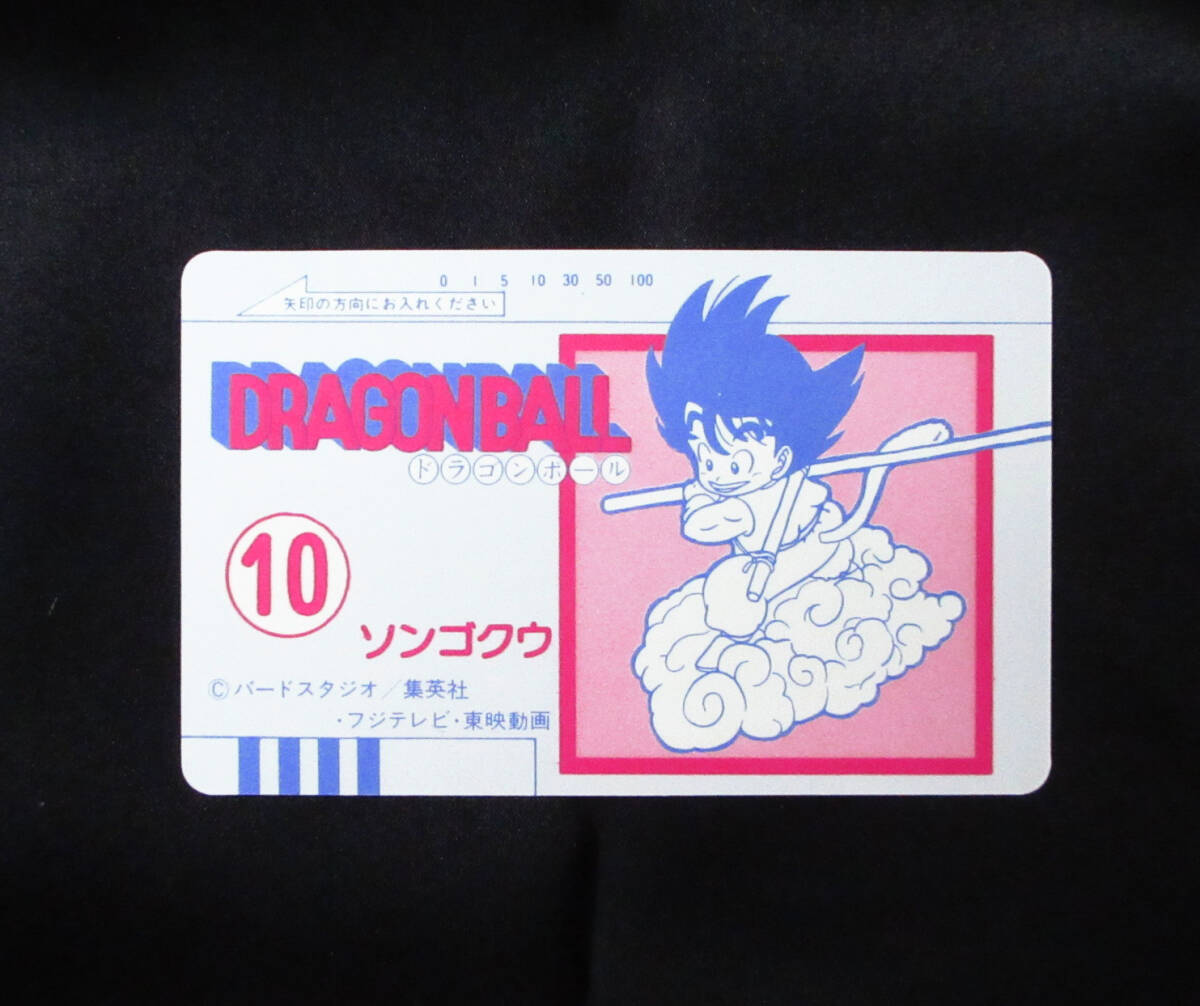 0 1 5 10 30 50 100
矢印の方向にお入れください
DRAGONBALL
ドラゴンボール
10
ソンゴクウ
©バードスタジオ/集英社
・フジテレビ・東映動画